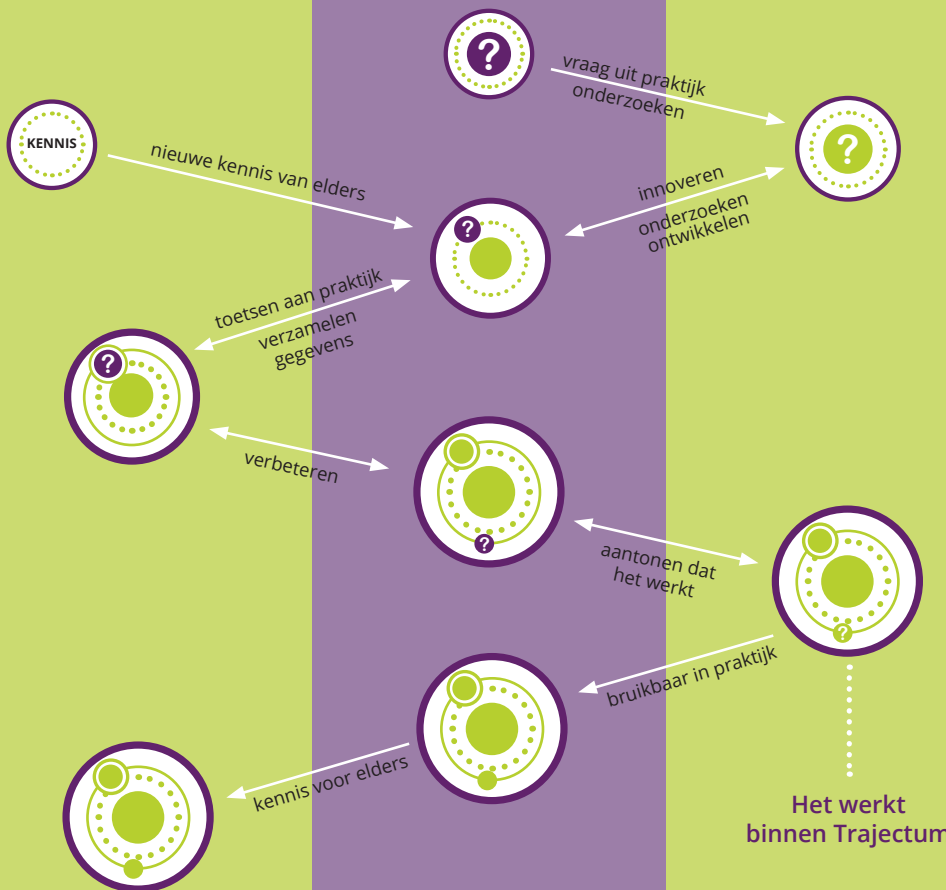 ?
vraag uit praktijk
onderzoeken
KENNIS
?
nieuwe kennis van elders
innoveren
onderzoeken
ontwikkelen
?
toetsen aan praktijk
verzamelen
gegevens
?
verbeteren
?
aantonen dat
het werkt
?
bruikbaar in praktijk
kennis voor elders
Het werkt
binnen Trajectum